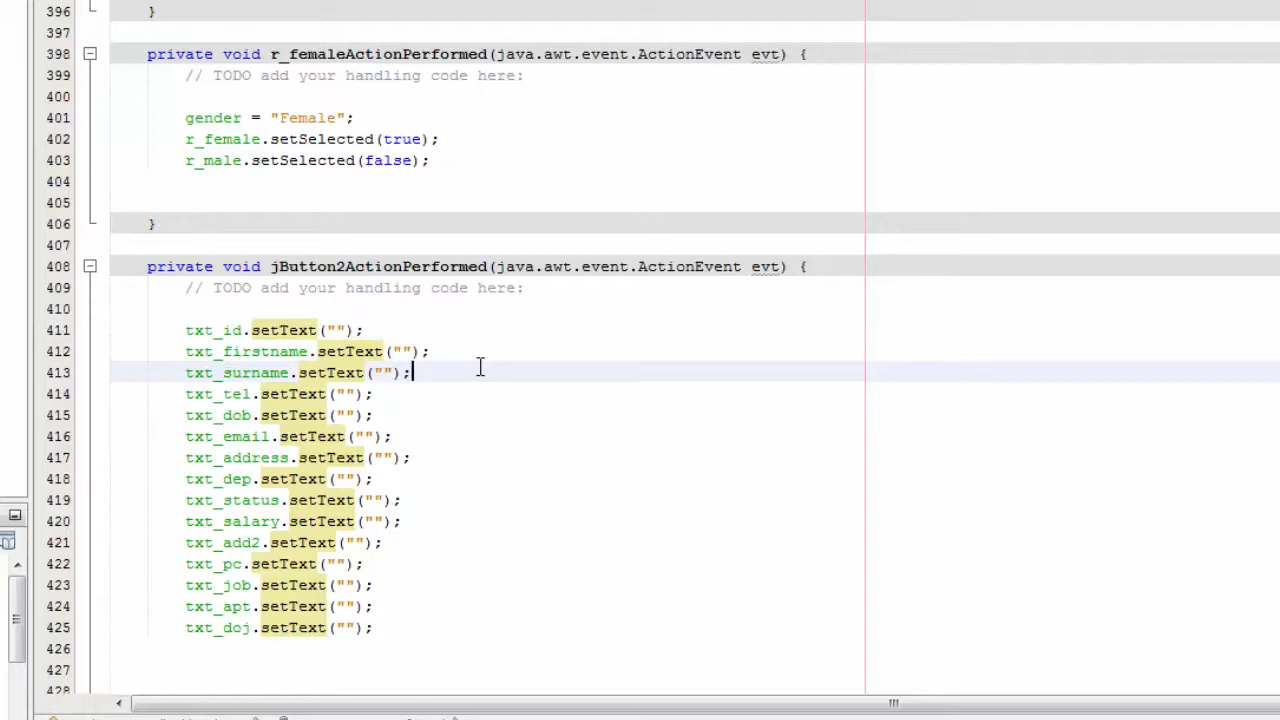 396 }
397
398 private void r_femaleActionPerformed(java.awt.event.ActionEvent evt) {
399 // TODO add your handling code here:
400
401 gender = "Female";
402 r_female.setSelected(true);
403 r_male.setSelected(false);
404
405
406 }
407
408 private void jButton2ActionPerformed(java.awt.event.ActionEvent evt) {
409 // TODO add your handling code here:
410
411 txt_id.setText("");
412 txt_firstname.setText("");
413 txt_surname.setText("");
414 txt_tel.setText("");
415 txt_dob.setText("");
416 txt_email.setText("");
417 txt_address.setText("");
418 txt_dep.setText("");
419 txt_status.setText("");
420 txt_salary.setText("");
421 txt_add2.setText("");
422 txt_pc.setText("");
423 txt_job.setText("");
424 txt_apt.setText("");
425 txt_doj.setText("");
426
427
428